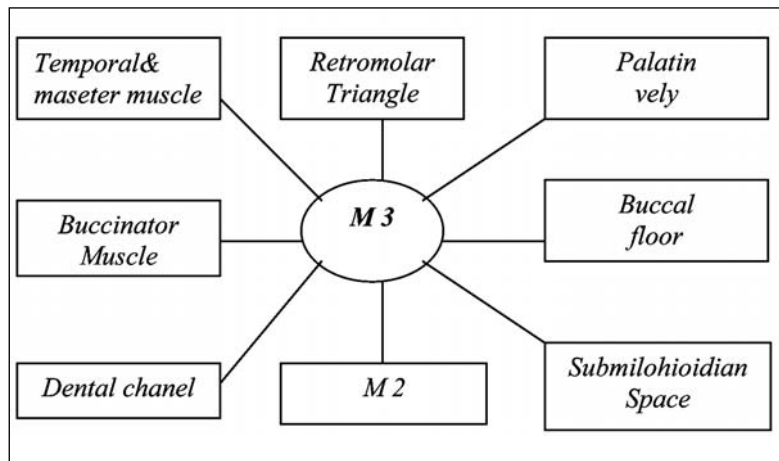 Temporal&
maseter muscle
Retromolar
Triangle
Palatin
vely
Buccinator
Muscle
M 3
Buccal
floor
Dental chanel
M 2
Submilohioidian
Space